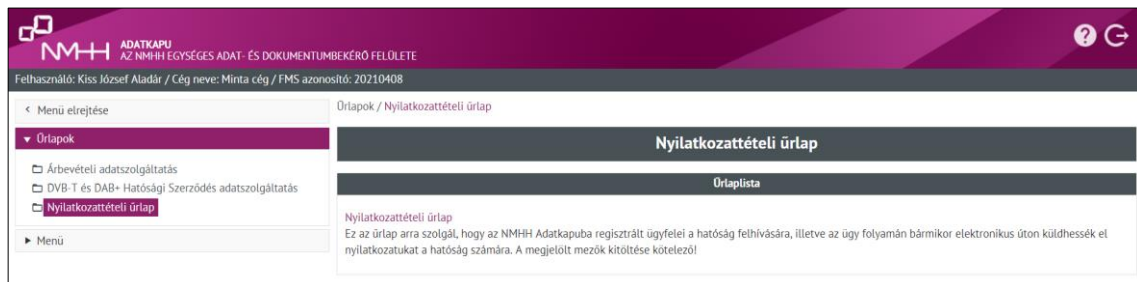 NMHH
ADATKAPU
AZ NMHH EGYSÉGES ADAT- ÉS DOKUMENTUMBEKÉRŐ FELÜLETE
Felhasználó: Kiss József Aladár / Cég neve: Minta cég / FMS azonosító: 20210408
Menü elrejtése
Űrlapok
Árbevételi adatszolgáltatás
DVB-T és DAB+ Hatósági Szerződés adatszolgáltatás
Nyilatkozattételi űrlap
Menü
Űrlapok / Nyilatkozattételi űrlap
Nyilatkozattételi űrlap
Űrlaplista
Nyilatkozattételi űrlap
Ez az űrlap arra szolgál, hogy az NMHH Adatkapuba regisztrált ügyfelei a hatóság felhívására, illetve az ügy folyamán bármikor elektronikus úton küldhessék el
nyilatkozatukat a hatóság számára. A megjelölt mezők kitöltése kötelező!